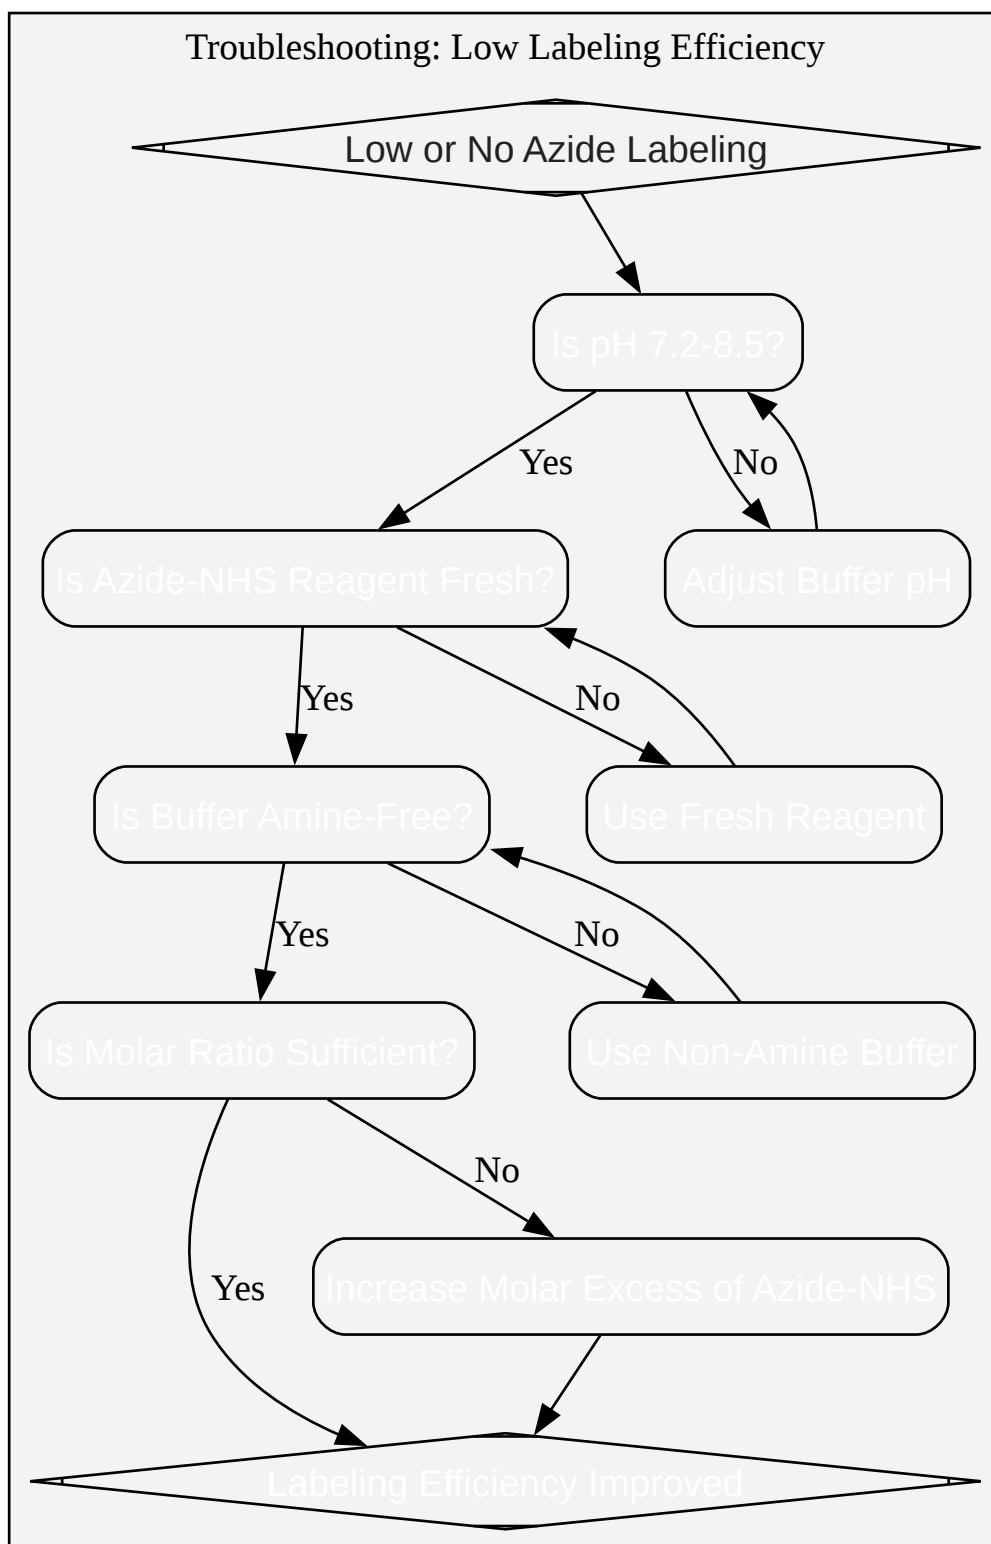 Troubleshooting: Low Labeling Efficiency
Low or No Azide Labeling
Is pH 7.2-8.5?
Yes
No
Is Azide-NHS Reagent Fresh?
Adjust Buffer pH
Yes
No
Is Buffer Amine-Free?
Use Fresh Reagent
Yes
No
Is Molar Ratio Sufficient?
Use Non-Amine Buffer
No
Yes
Increase Molar Excess of Azide-NHS
Labeling Efficiency Improved